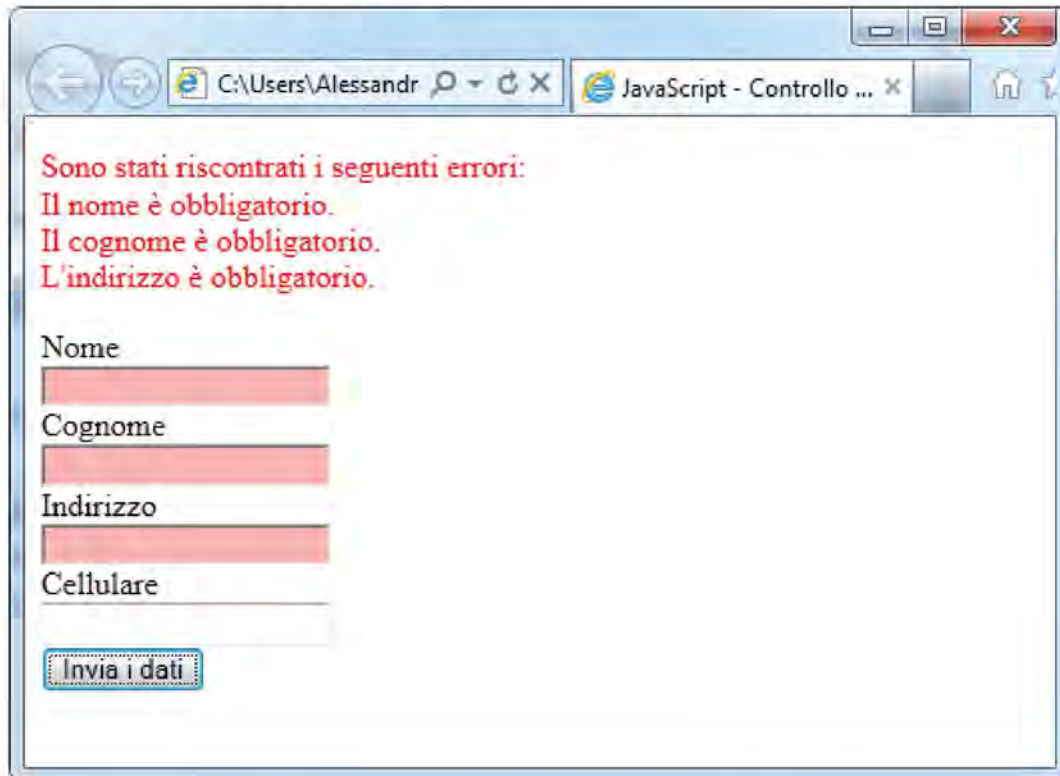 C:\Users\Alessandr
JavaScript - Controllo ...
Sono stati riscontrati i seguenti errori:
Il nome è obbligatorio.
Il cognome è obbligatorio.
L'indirizzo è obbligatorio.
Nome
Cognome
Indirizzo
Cellulare
Invia i dati